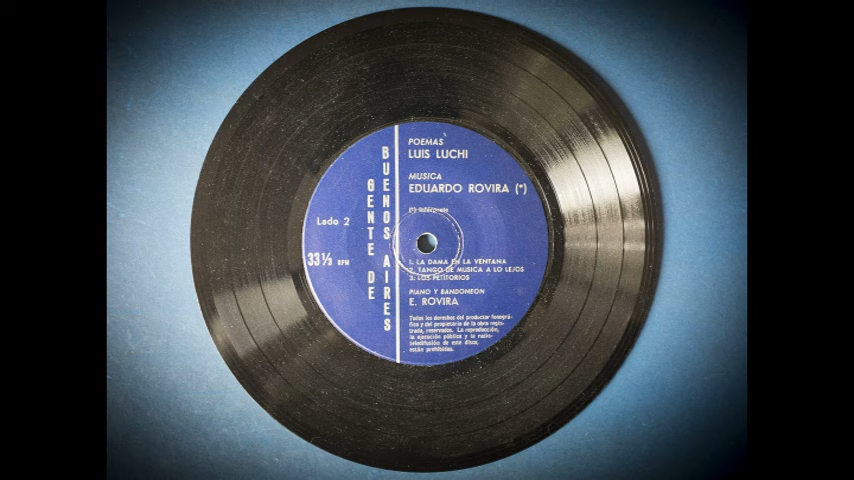 GENTE DE
BUENOS AIRES
Lado 2
33⅓ RPM
POEMAS
LUIS LUCHI
MUSICA
EDUARDO ROVIRA (*)
(*) Intérprete
1. LA DAMA EN LA VENTANA
2. TANGO DE MUSICA A LO LEJOS
3. LOS PETITORIOS
PIANO Y BANDONEON
E. ROVIRA
Todos los derechos del productor fonográ-
fico y del propietario de la obra regis-
trada, reservados. La reproducción,
la ejecución pública y la radio-
teledifusión de este disco,
están prohibidas.